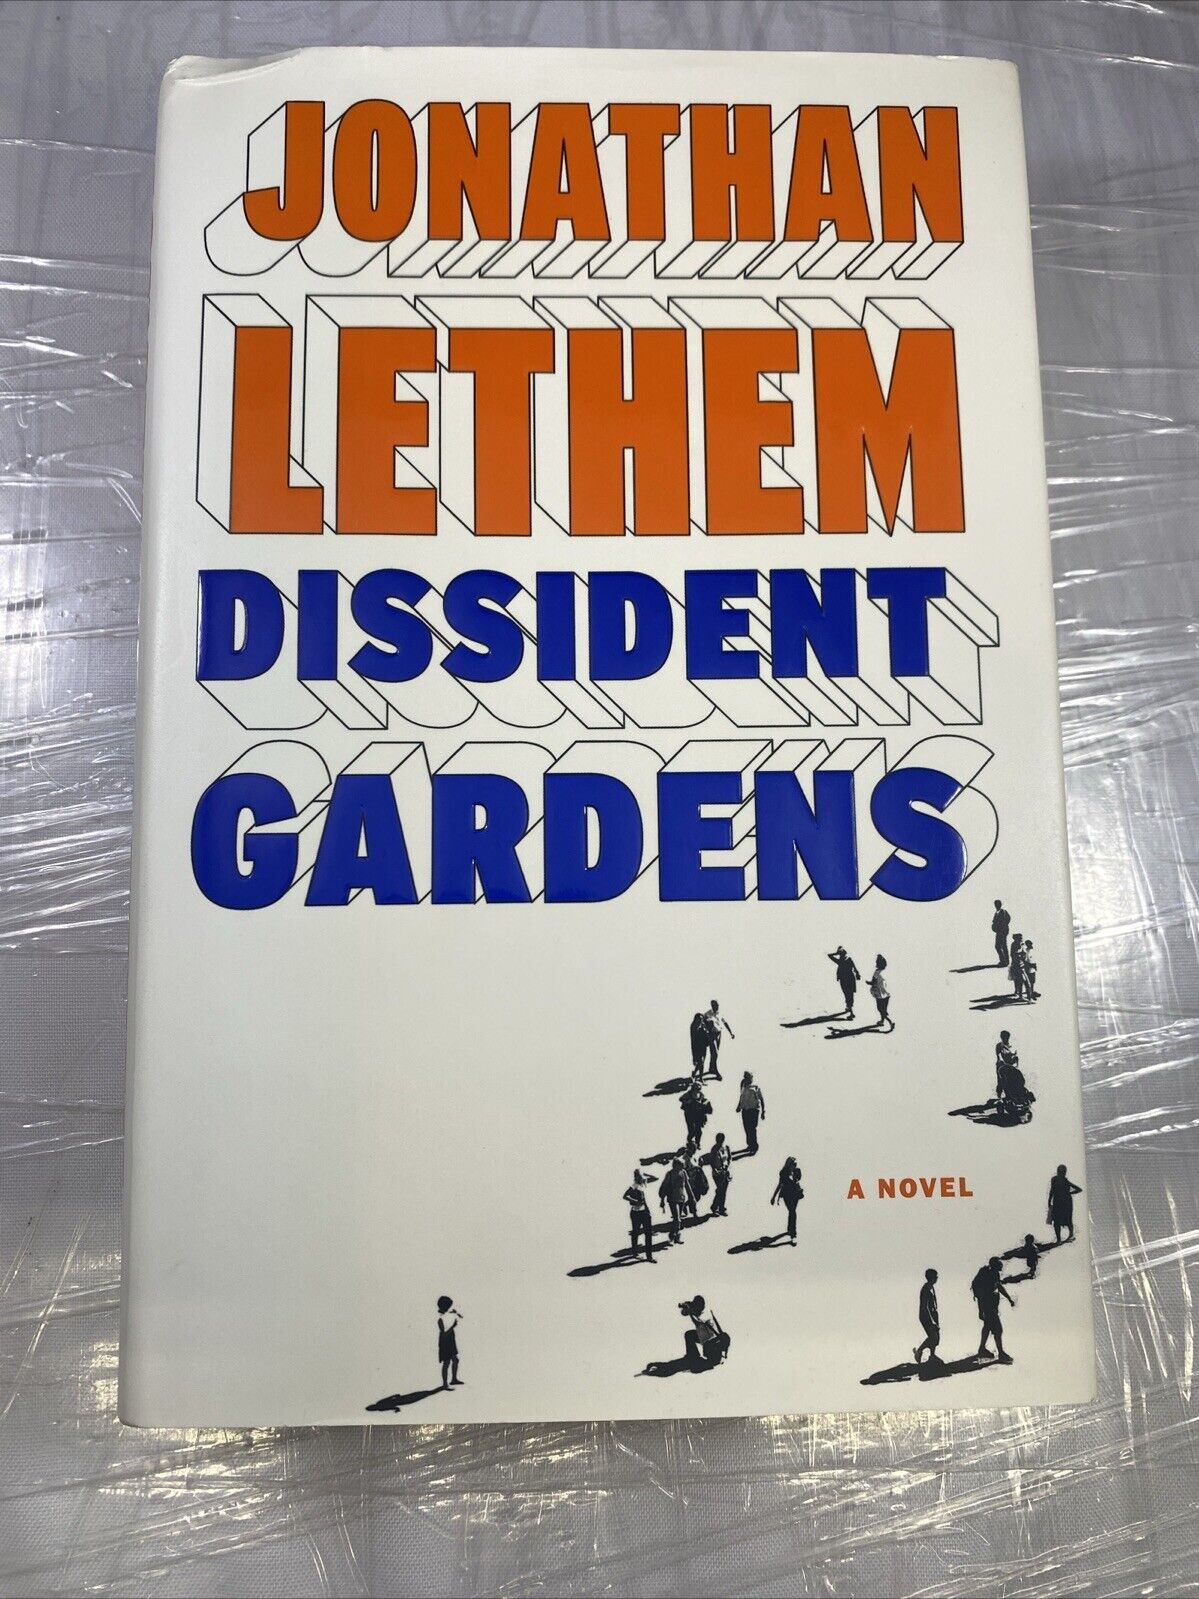 JONATHAN
LETHEM
DISSIDENT
GARDENS
A NOVEL